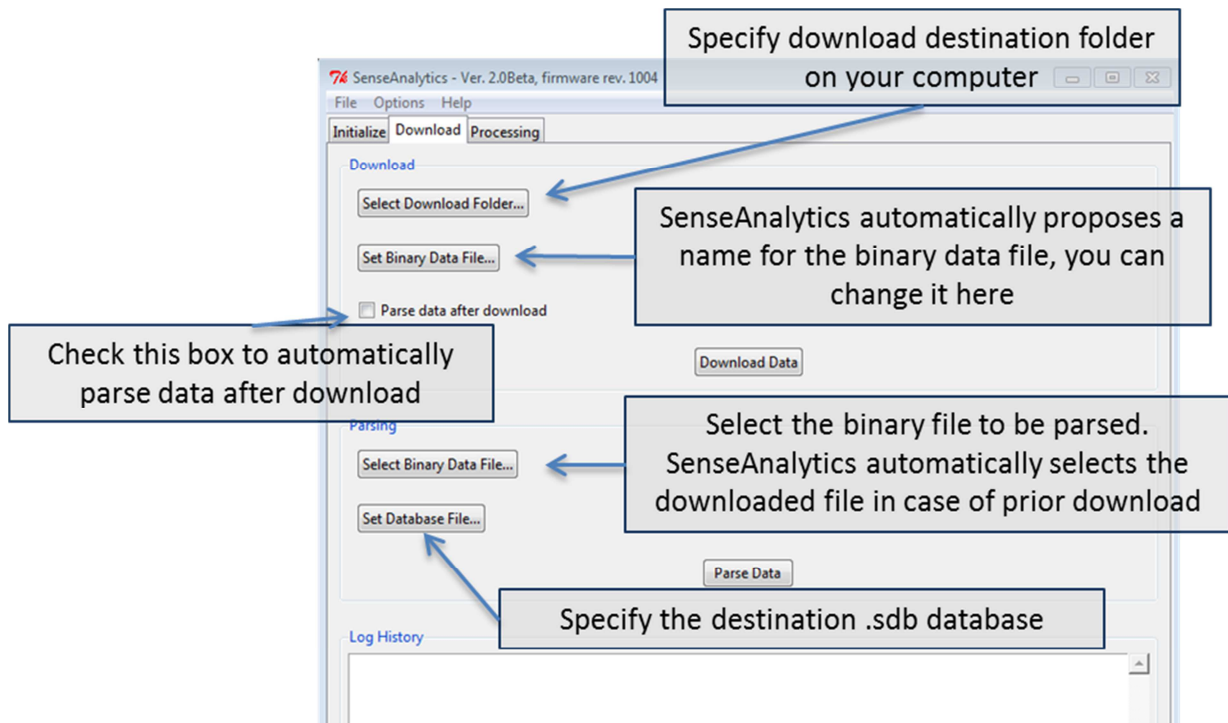 Specify download destination folder
on your computer
SenseAnalytics - Ver. 2.0Beta, firmware rev. 1004
File Options Help
Initialize Download Processing
Download
Select Download Folder...
SenseAnalytics automatically proposes a
name for the binary data file, you can
change it here
Set Binary Data File...
Parse data after download
Check this box to automatically
parse data after download
Download Data
Parsing
Select the binary file to be parsed.
SenseAnalytics automatically selects the
downloaded file in case of prior download
Select Binary Data File...
Set Database File...
Parse Data
Specify the destination .sdb database
Log History